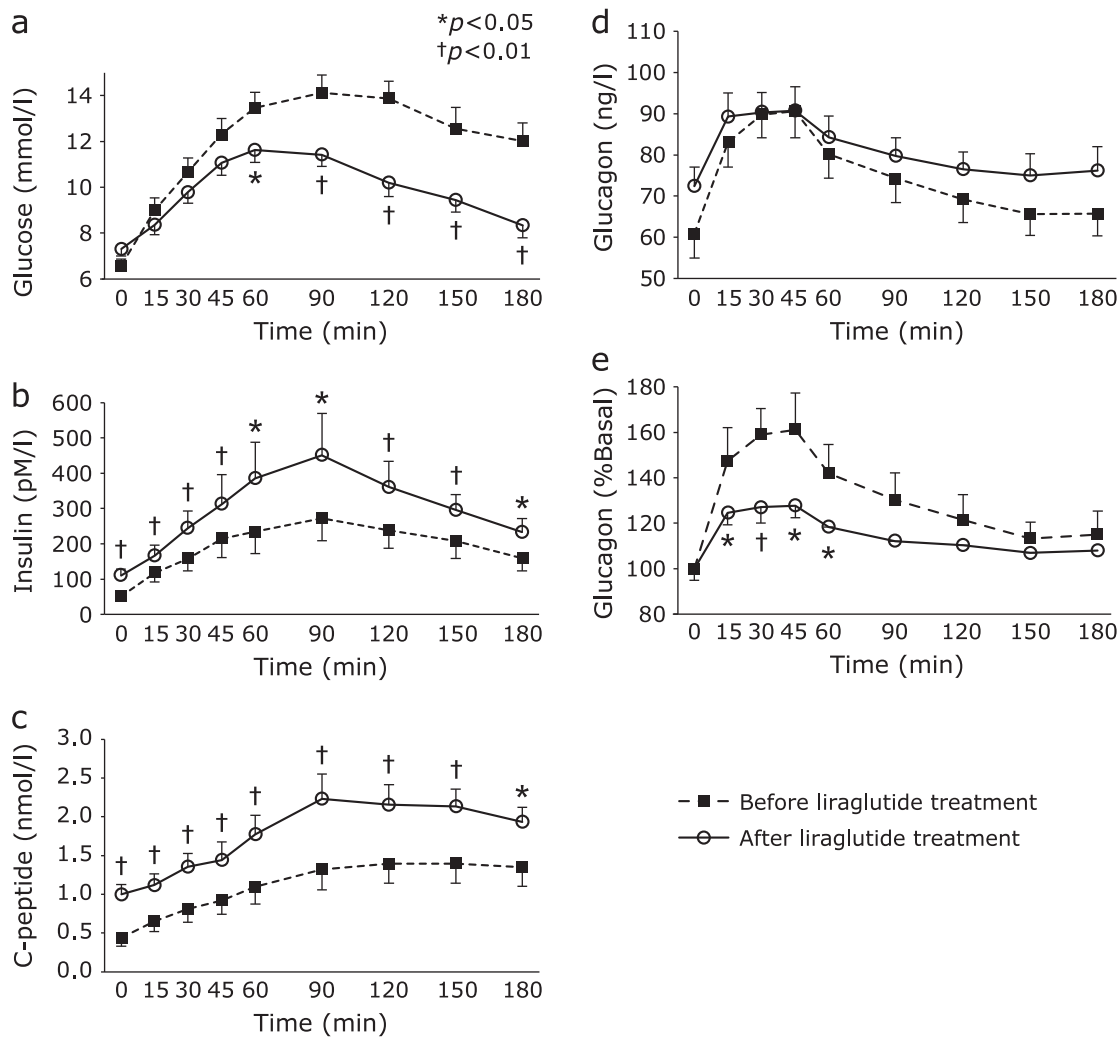 a
*p<0.05
†p<0.01
Glucose (mmol/l)
14
12
10
8
6
* † † † †
0 15 30 45 60 90 120 150 180
Time (min)
b
Insulin (pM/l)
600
500
400
300
200
100
0
† † † † * * † † *
0 15 30 45 60 90 120 150 180
Time (min)
c
C-peptide (nmol/l)
3.0
2.5
2.0
1.5
1.0
0.5
0.0
† † † † † † † † *
0 15 30 45 60 90 120 150 180
Time (min)
d
Glucagon (ng/l)
110
100
90
80
70
60
50
0 15 30 45 60 90 120 150 180
Time (min)
e
Glucagon (%Basal)
180
160
140
120
100
80
* † * *
0 15 30 45 60 90 120 150 180
Time (min)
Before liraglutide treatment
After liraglutide treatment